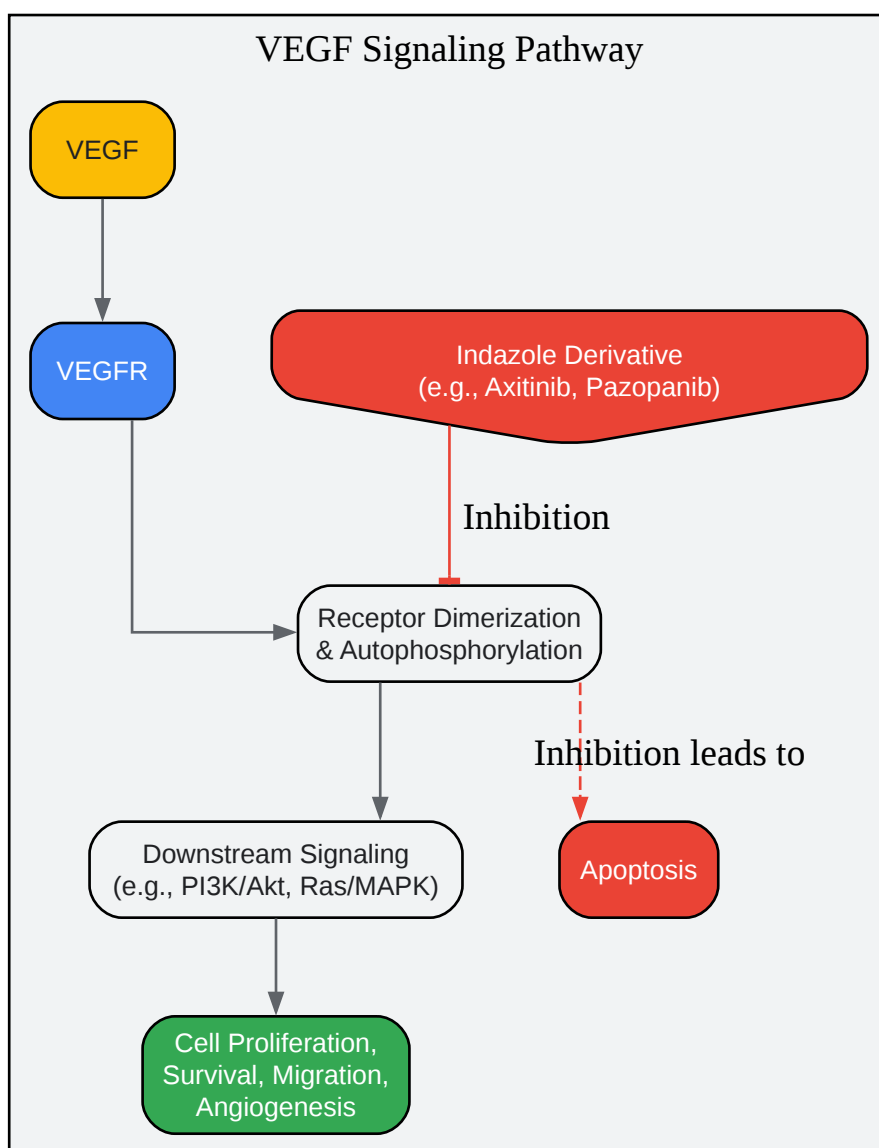 VEGF Signaling Pathway
VEGF
VEGFR
Indazole Derivative
(e.g., Axitinib, Pazopanib)
Inhibition
Receptor Dimerization
& Autophosphorylation
Inhibition leads to
Downstream Signaling
(e.g., PI3K/Akt, Ras/MAPK)
Apoptosis
Cell Proliferation,
Survival, Migration,
Angiogenesis